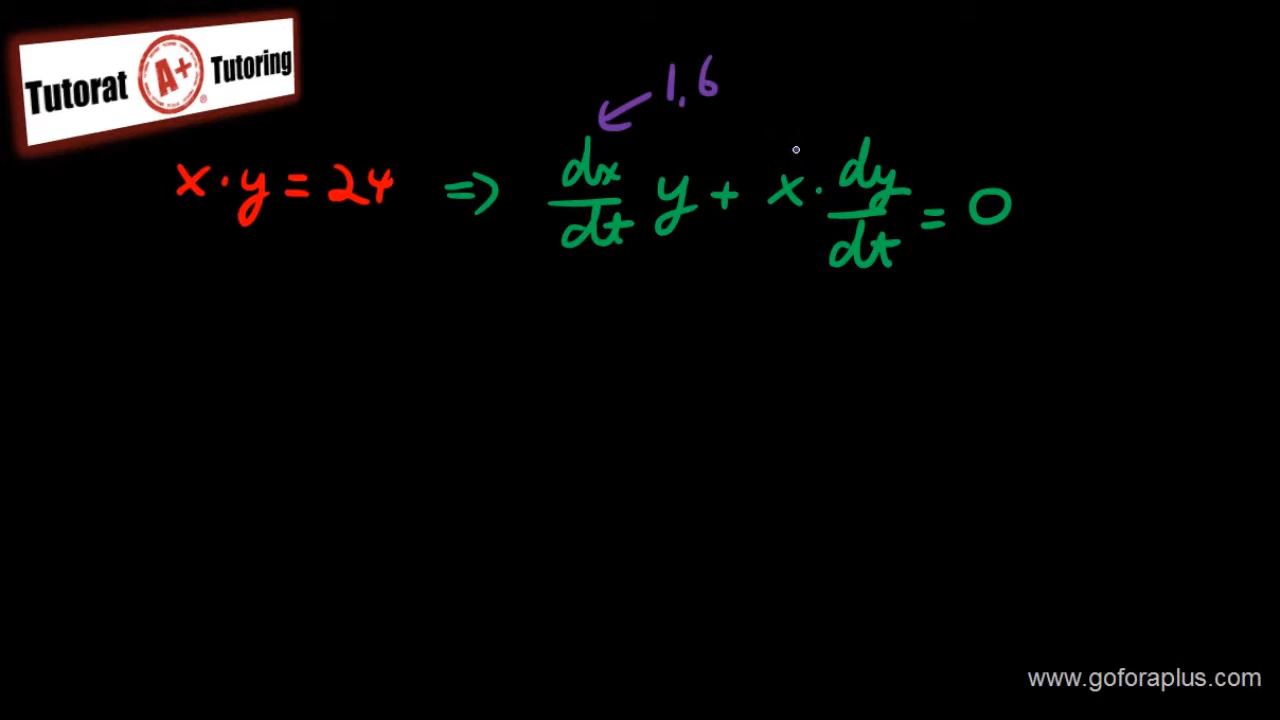 Tutorat A+ Tutoring
1,6
x · y = 24 ⇒ dx/dt y + x · dy/dt = 0
www.goforaplus.com